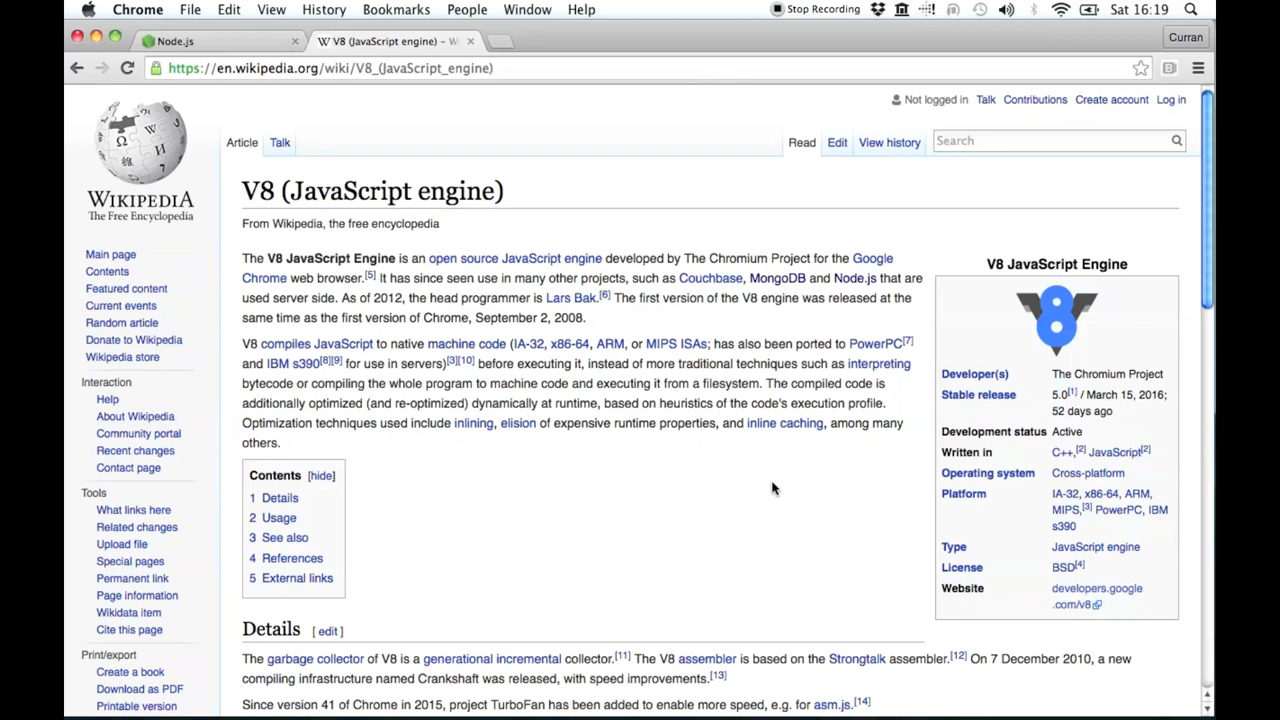 Chrome File Edit View History Bookmarks People Window Help Stop Recording Sat 16:19
Node.js V8 (JavaScript engine) – Wi Curran
https://en.wikipedia.org/wiki/V8_(JavaScript_engine)
Not logged in Talk Contributions Create account Log in
Article Talk Read Edit View history Search
WIKIPEDIA
The Free Encyclopedia
Main page
Contents
Featured content
Current events
Random article
Donate to Wikipedia
Wikipedia store
Interaction
Help
About Wikipedia
Community portal
Recent changes
Contact page
Tools
What links here
Related changes
Upload file
Special pages
Permanent link
Page information
Wikidata item
Cite this page
Print/export
Create a book
Download as PDF
Printable version
V8 (JavaScript engine)
From Wikipedia, the free encyclopedia
The V8 JavaScript Engine is an open source JavaScript engine developed by The Chromium Project for the Google
Chrome web browser.[5] It has since seen use in many other projects, such as Couchbase, MongoDB and Node.js that are
used server side. As of 2012, the head programmer is Lars Bak.[6] The first version of the V8 engine was released at the
same time as the first version of Chrome, September 2, 2008.
V8 compiles JavaScript to native machine code (IA-32, x86-64, ARM, or MIPS ISAs; has also been ported to PowerPC[7]
and IBM s390[8][9] for use in servers)[3][10] before executing it, instead of more traditional techniques such as interpreting
bytecode or compiling the whole program to machine code and executing it from a filesystem. The compiled code is
additionally optimized (and re-optimized) dynamically at runtime, based on heuristics of the code's execution profile.
Optimization techniques used include inlining, elision of expensive runtime properties, and inline caching, among many
others.
Contents [hide]
1 Details
2 Usage
3 See also
4 References
5 External links
Details [ edit ]
The garbage collector of V8 is a generational incremental collector.[11] The V8 assembler is based on the Strongtalk assembler.[12] On 7 December 2010, a new
compiling infrastructure named Crankshaft was released, with speed improvements.[13]
Since version 41 of Chrome in 2015, project TurboFan has been added to enable more speed, e.g. for asm.js.[14]
V8 JavaScript Engine
8
Developer(s) The Chromium Project
Stable release 5.0[1] / March 15, 2016;
52 days ago
Development status Active
Written in C++,[2] JavaScript[2]
Operating system Cross-platform
Platform IA-32, x86-64, ARM,
MIPS,[3] PowerPC, IBM
s390
Type JavaScript engine
License BSD[4]
Website developers.google
.com/v8